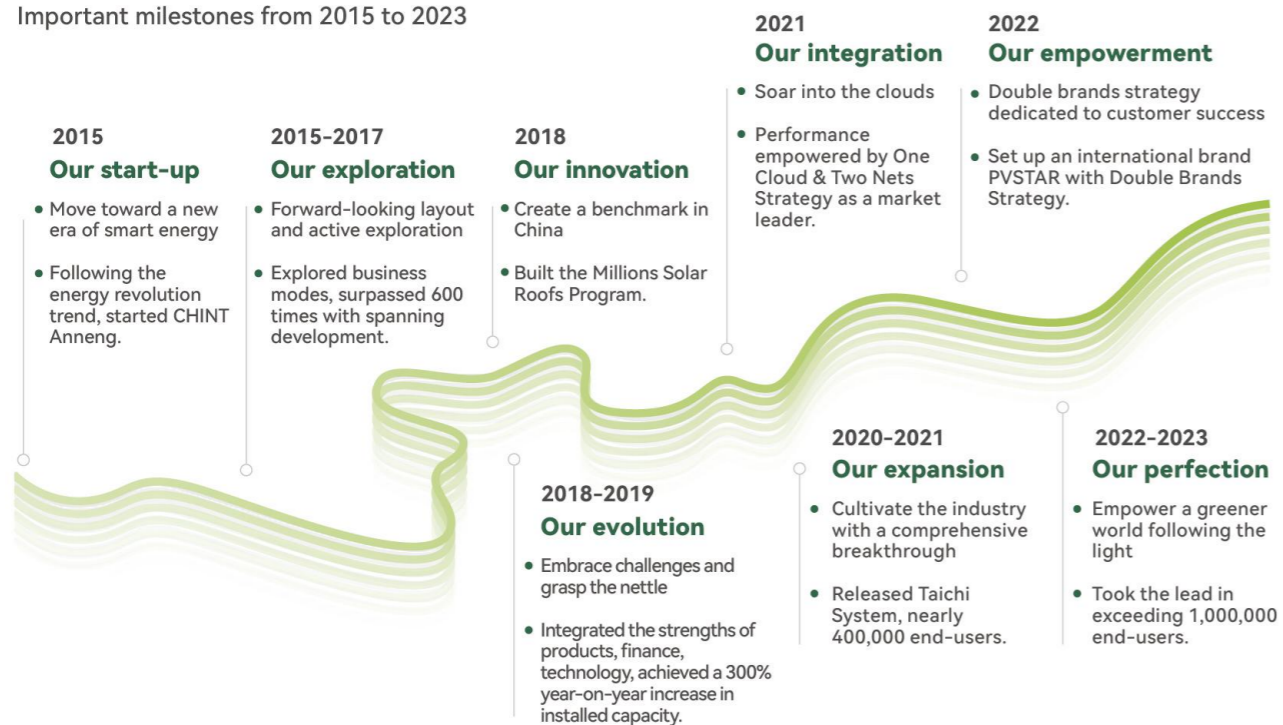 Important milestones from 2015 to 2023
2015
Our start-up
Move toward a new
era of smart energy
Following the
energy revolution
trend, started CHINT
Anneng.
2015-2017
Our exploration
Forward-looking layout
and active exploration
Explored business
modes, surpassed 600
times with spanning
development.
2018
Our innovation
Create a benchmark in
China
Built the Millions Solar
Roofs Program.
2018-2019
Our evolution
Embrace challenges and
grasp the nettle
Integrated the strengths of
products, finance,
technology, achieved a 300%
year-on-year increase in
installed capacity.
2021
Our integration
Soar into the clouds
Performance
empowered by One
Cloud & Two Nets
Strategy as a market
leader.
2020-2021
Our expansion
Cultivate the industry
with a comprehensive
breakthrough
Released Taichi
System, nearly
400,000 end-users.
2022
Our empowerment
Double brands strategy
dedicated to customer success
Set up an international brand
PVSTAR with Double Brands
Strategy.
2022-2023
Our perfection
Empower a greener
world following the
light
Took the lead in
exceeding 1,000,000
end-users.